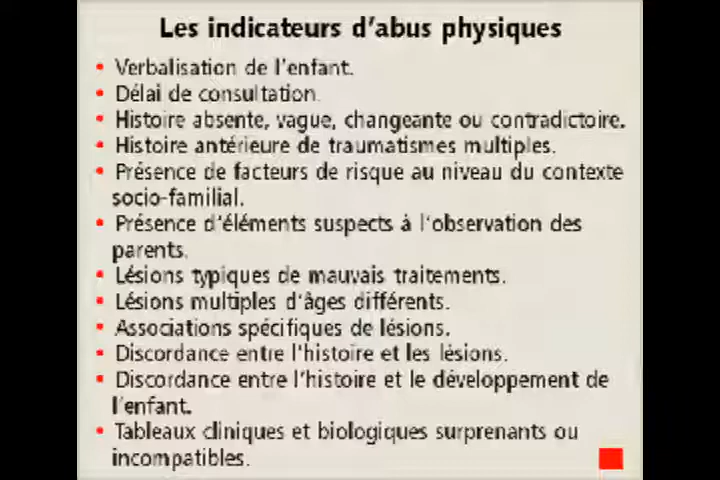 Les indicateurs d'abus physiques
• Verbalisation de l'enfant.
• Délai de consultation.
• Histoire absente, vague, changeante ou contradictoire.
• Histoire antérieure de traumatismes multiples.
• Présence de facteurs de risque au niveau du contexte
socio-familial.
• Présence d'éléments suspects à l'observation des
parents.
• Lésions typiques de mauvais traitements.
• Lésions multiples d'âges différents.
• Associations spécifiques de lésions.
• Discordance entre l'histoire et les lésions.
• Discordance entre l'histoire et le développement de
l'enfant.
• Tableaux cliniques et biologiques surprenants ou
incompatibles.